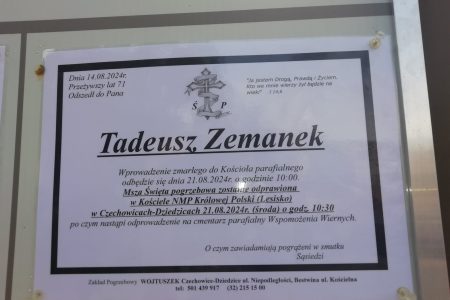 Dnia 14.08.2024r.
Przeżywszy lat 71
Odszedł do Pana
"Ja jestem Drogą, Prawdą i Życiem.
Kto we mnie wierzy żył będzie na
wieki"
Ś P
Tadeusz Zemanek
Wprowadzenie zmarłego do Kościoła parafialnego
odbędzie się dnia 21.08.2024r. o godzinie 10:00.
Msza Święta pogrzebowa zostanie odprawiona
w Kościele NMP Królowej Polski (Lesisko)
w Czechowicach-Dziedzicach 21.08.2024r. (środa) o godz. 10:30
po czym nastąpi odprowadzenie na cmentarz parafialny Wspomożenia Wiernych.
O czym zawiadamiają pogrążeni w smutku
Sąsiedzi
Zakład Pogrzebowy WOJTUSZEK Czechowice-Dziedzice ul. Niepodległości, Bestwina ul. Kościelna
tel: 501 439 917 (32) 215 15 00